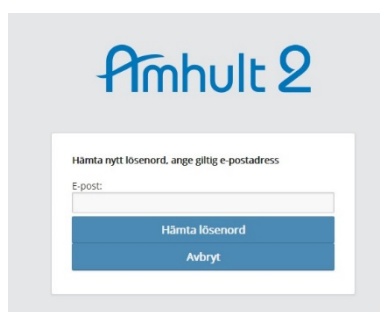 Amhult 2
Hämta nytt lösenord, ange giltig e-postadress
E-post:
Hämta lösenord
Avbryt